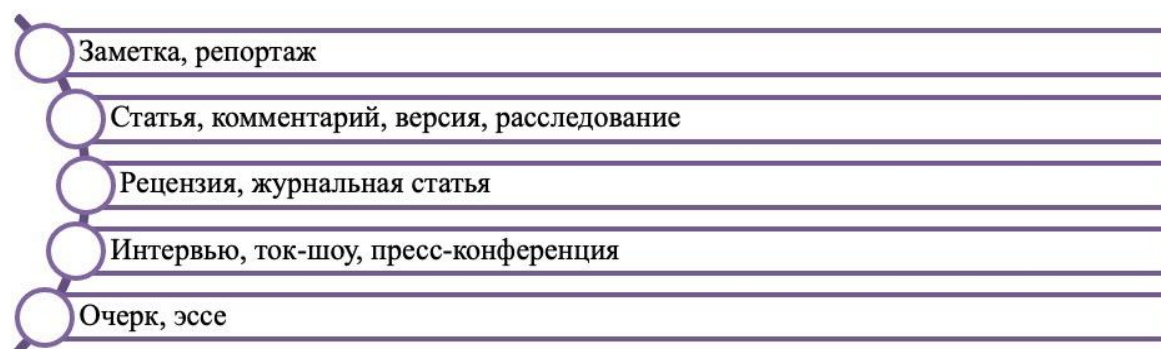 Заметка, репортаж
Статья, комментарий, версия, расследование
Рецензия, журнальная статья
Интервью, ток-шоу, пресс-конференция
Очерк, эссе